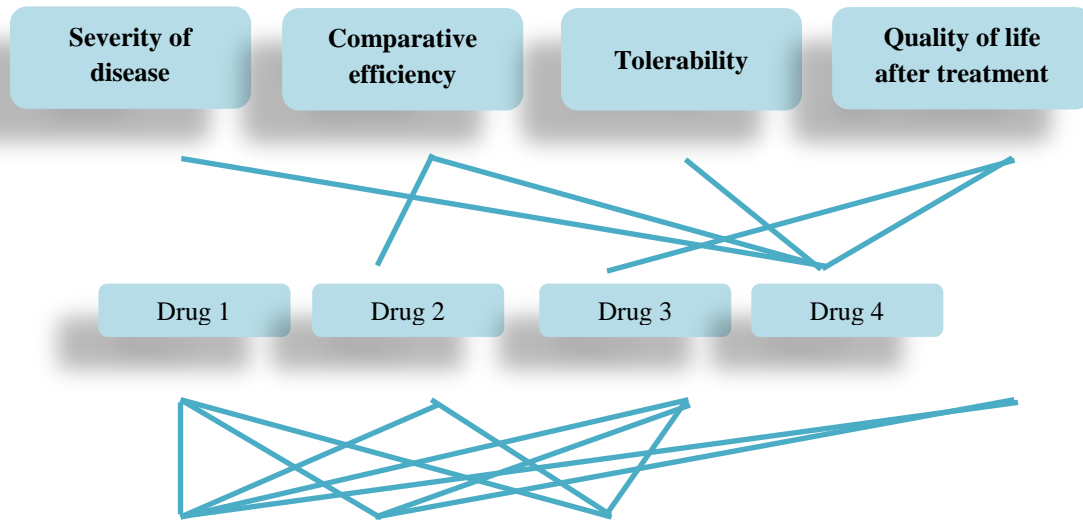 Severity of
disease
Comparative
efficiency
Tolerability
Quality of life
after treatment
Drug 1
Drug 2
Drug 3
Drug 4